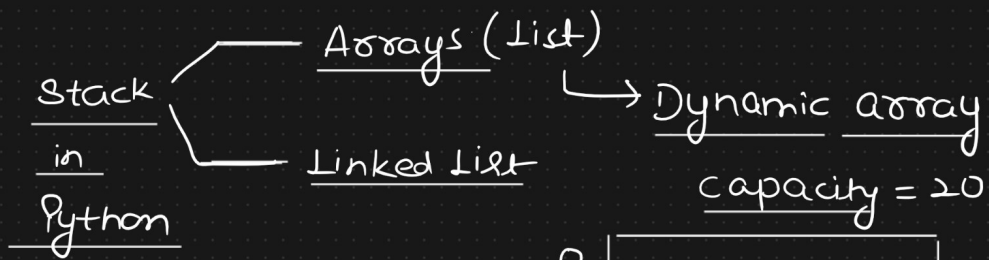 Stack
in
Python
Arrays (List)
Linked List
Dynamic array
capacity = 20